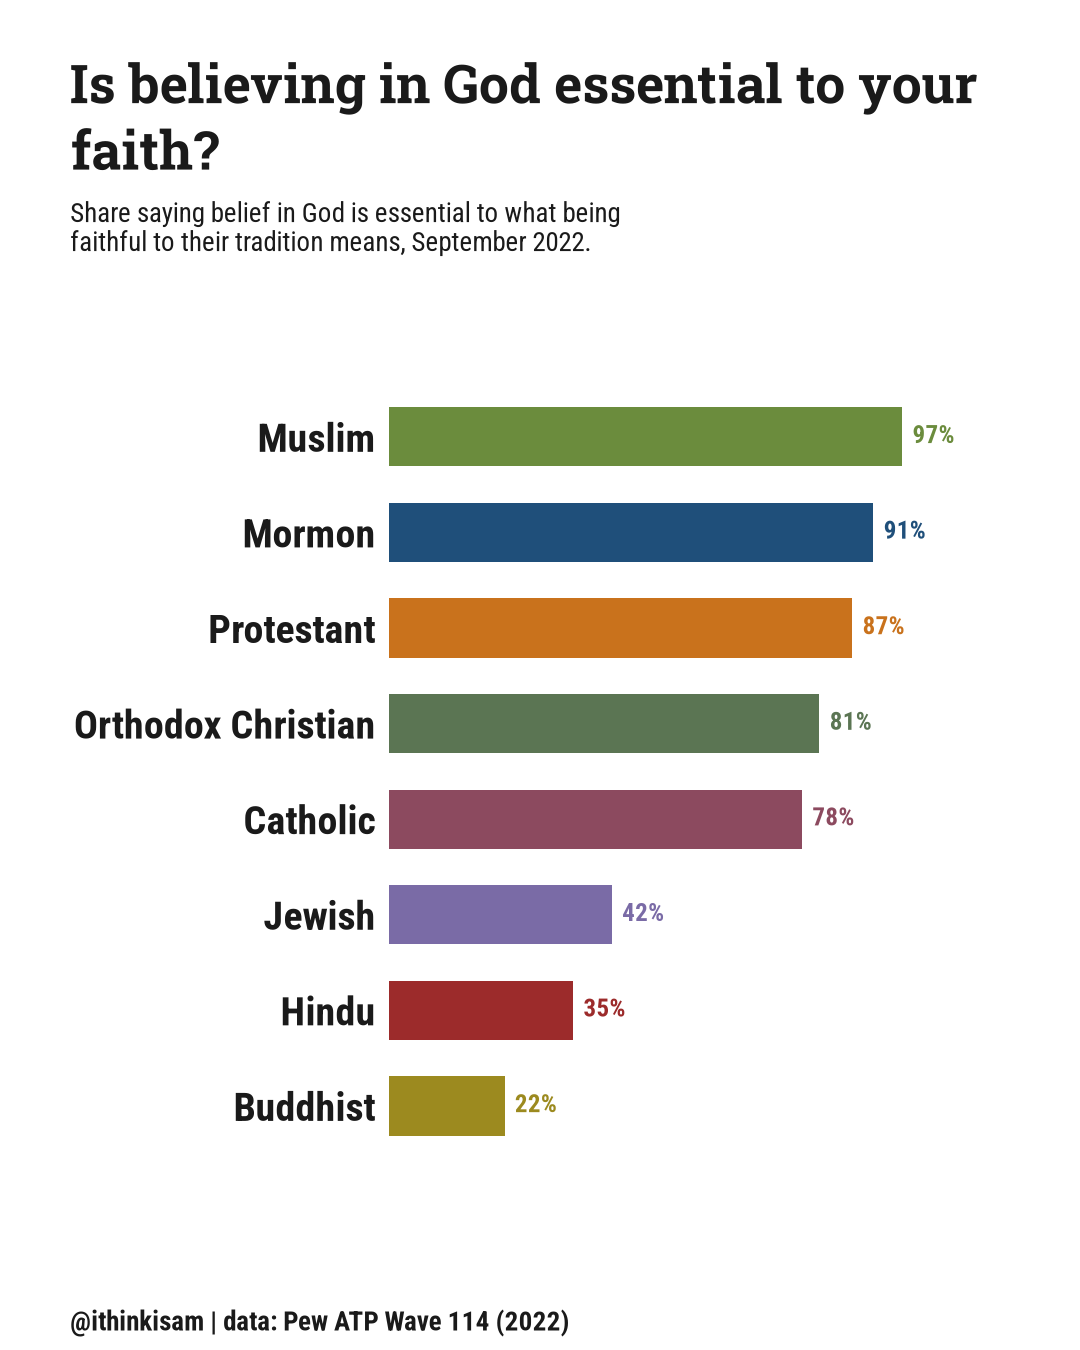 Is believing in God essential to your
faith?
Share saying belief in God is essential to what being
faithful to their tradition means, September 2022.
Muslim 97%
Mormon 91%
Protestant 87%
Orthodox Christian 81%
Catholic 78%
Jewish 42%
Hindu 35%
Buddhist 22%
@ithinkisam | data: Pew ATP Wave 114 (2022)